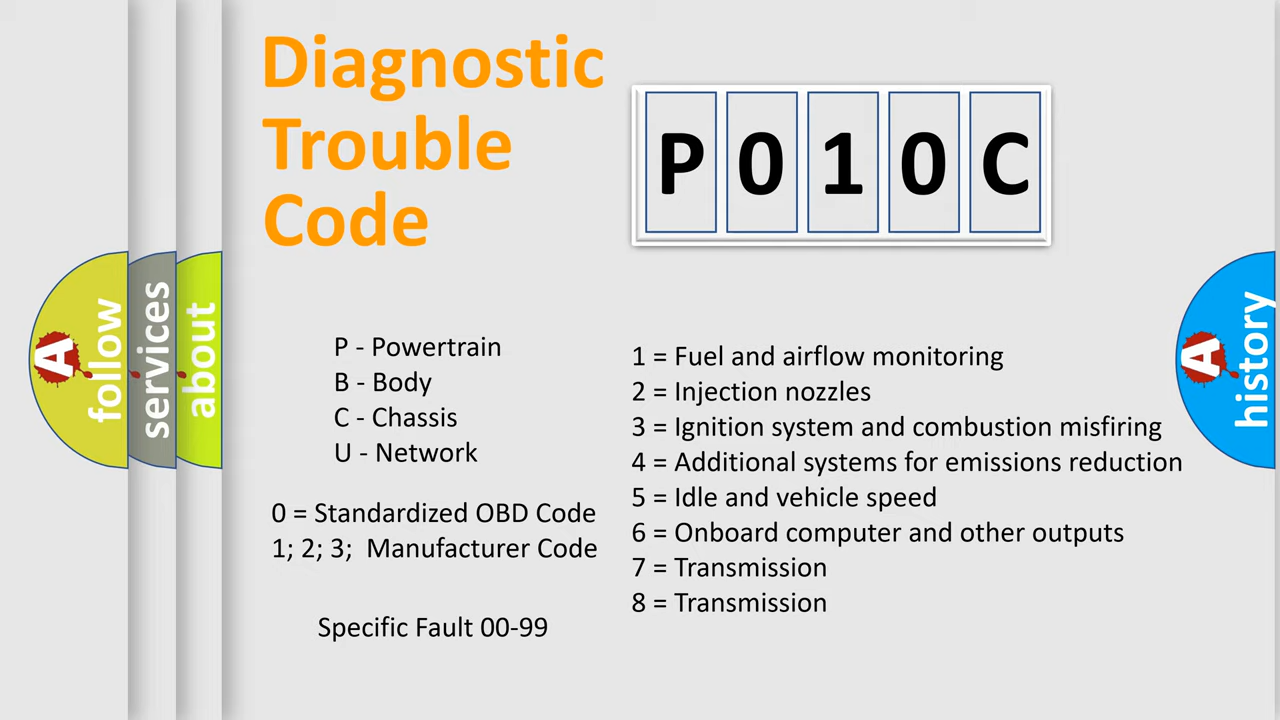 Diagnostic
Trouble
Code
P010C
P - Powertrain
B - Body
C - Chassis
U - Network
0 = Standardized OBD Code
1; 2; 3;  Manufacturer Code
Specific Fault 00-99
1 = Fuel and airflow monitoring
2 = Injection nozzles
3 = Ignition system and combustion misfiring
4 = Additional systems for emissions reduction
5 = Idle and vehicle speed
6 = Onboard computer and other outputs
7 = Transmission
8 = Transmission
A
follow
services
about
A
history